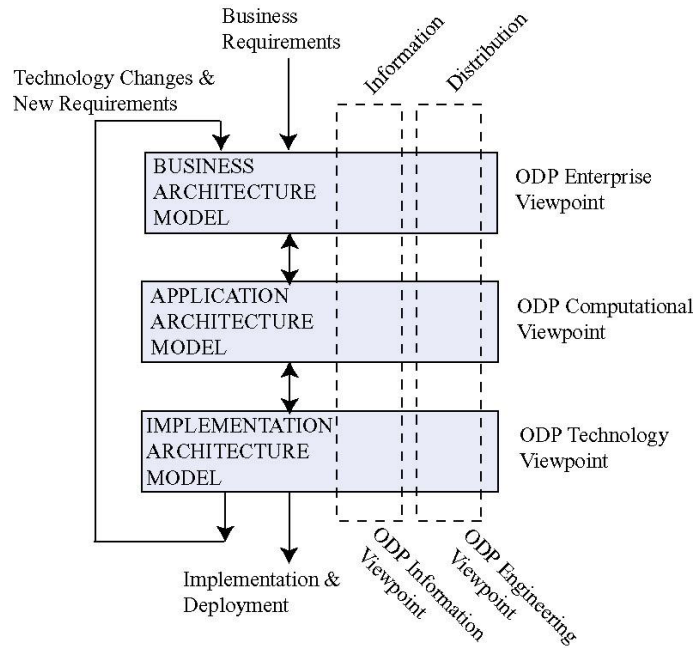 Business
Requirements
Information
Distribution
Technology Changes &
New Requirements
BUSINESS
ARCHITECTURE
MODEL
ODP Enterprise
Viewpoint
APPLICATION
ARCHITECTURE
MODEL
ODP Computational
Viewpoint
IMPLEMENTATION
ARCHITECTURE
MODEL
ODP Technology
Viewpoint
Implementation &
Deployment
ODP Information
Viewpoint
ODP Engineering
Viewpoint